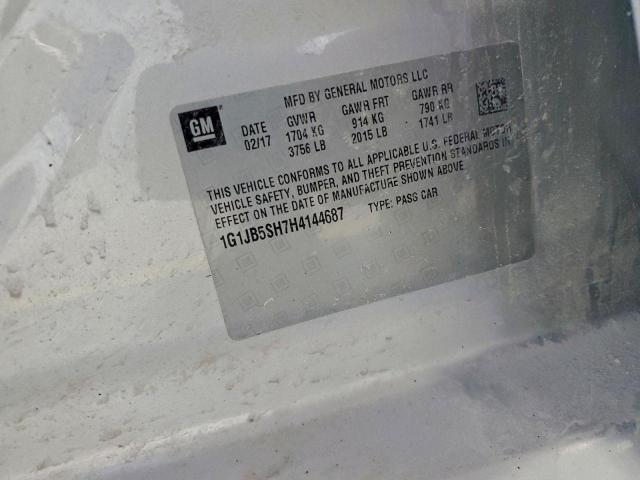 MFD BY GENERAL MOTORS LLC
GM
DATE GVWR GAWR FRT GAWR RR
02/17 1704 KG 914 KG 790 KG
3756 LB 2015 LB 1741 LB
THIS VEHICLE CONFORMS TO ALL APPLICABLE U.S. FEDERAL MOTOR
VEHICLE SAFETY, BUMPER, AND THEFT PREVENTION STANDARDS IN
EFFECT ON THE DATE OF MANUFACTURE SHOWN ABOVE.
1G1JB5SH7H4144687 TYPE: PASS CAR